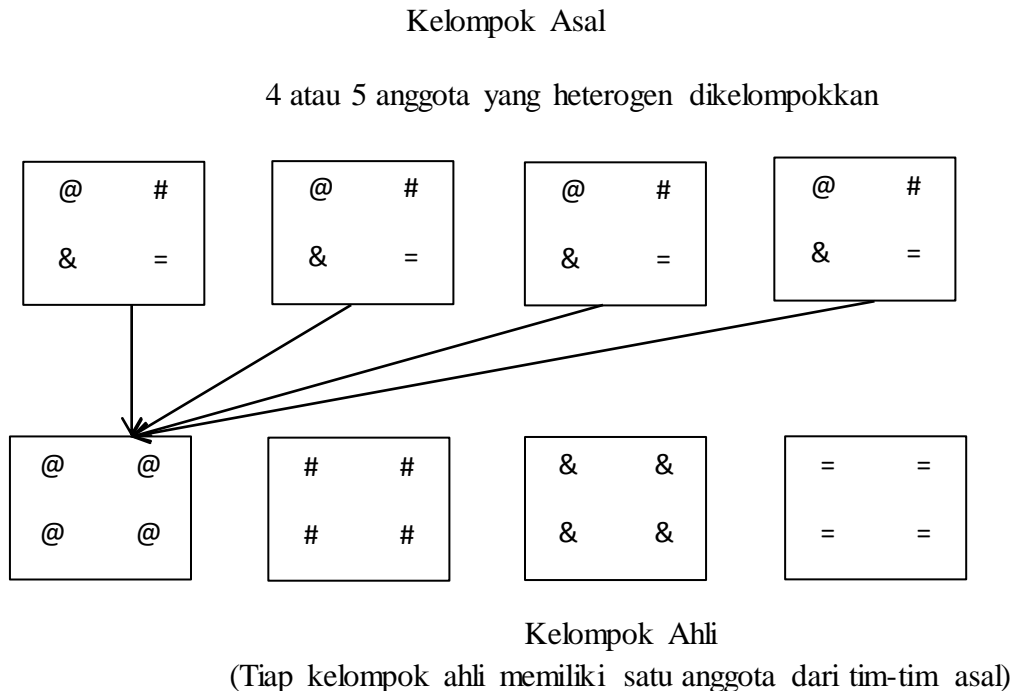 Kelompok Asal
4 atau 5 anggota yang heterogen dikelompokkan
@ # @ # @ # @ #
& = & = & = & =
@ @ # # & & = =
@ @ # # & & = =
Kelompok Ahli
(Tiap kelompok ahli memiliki satu anggota dari tim-tim asal)